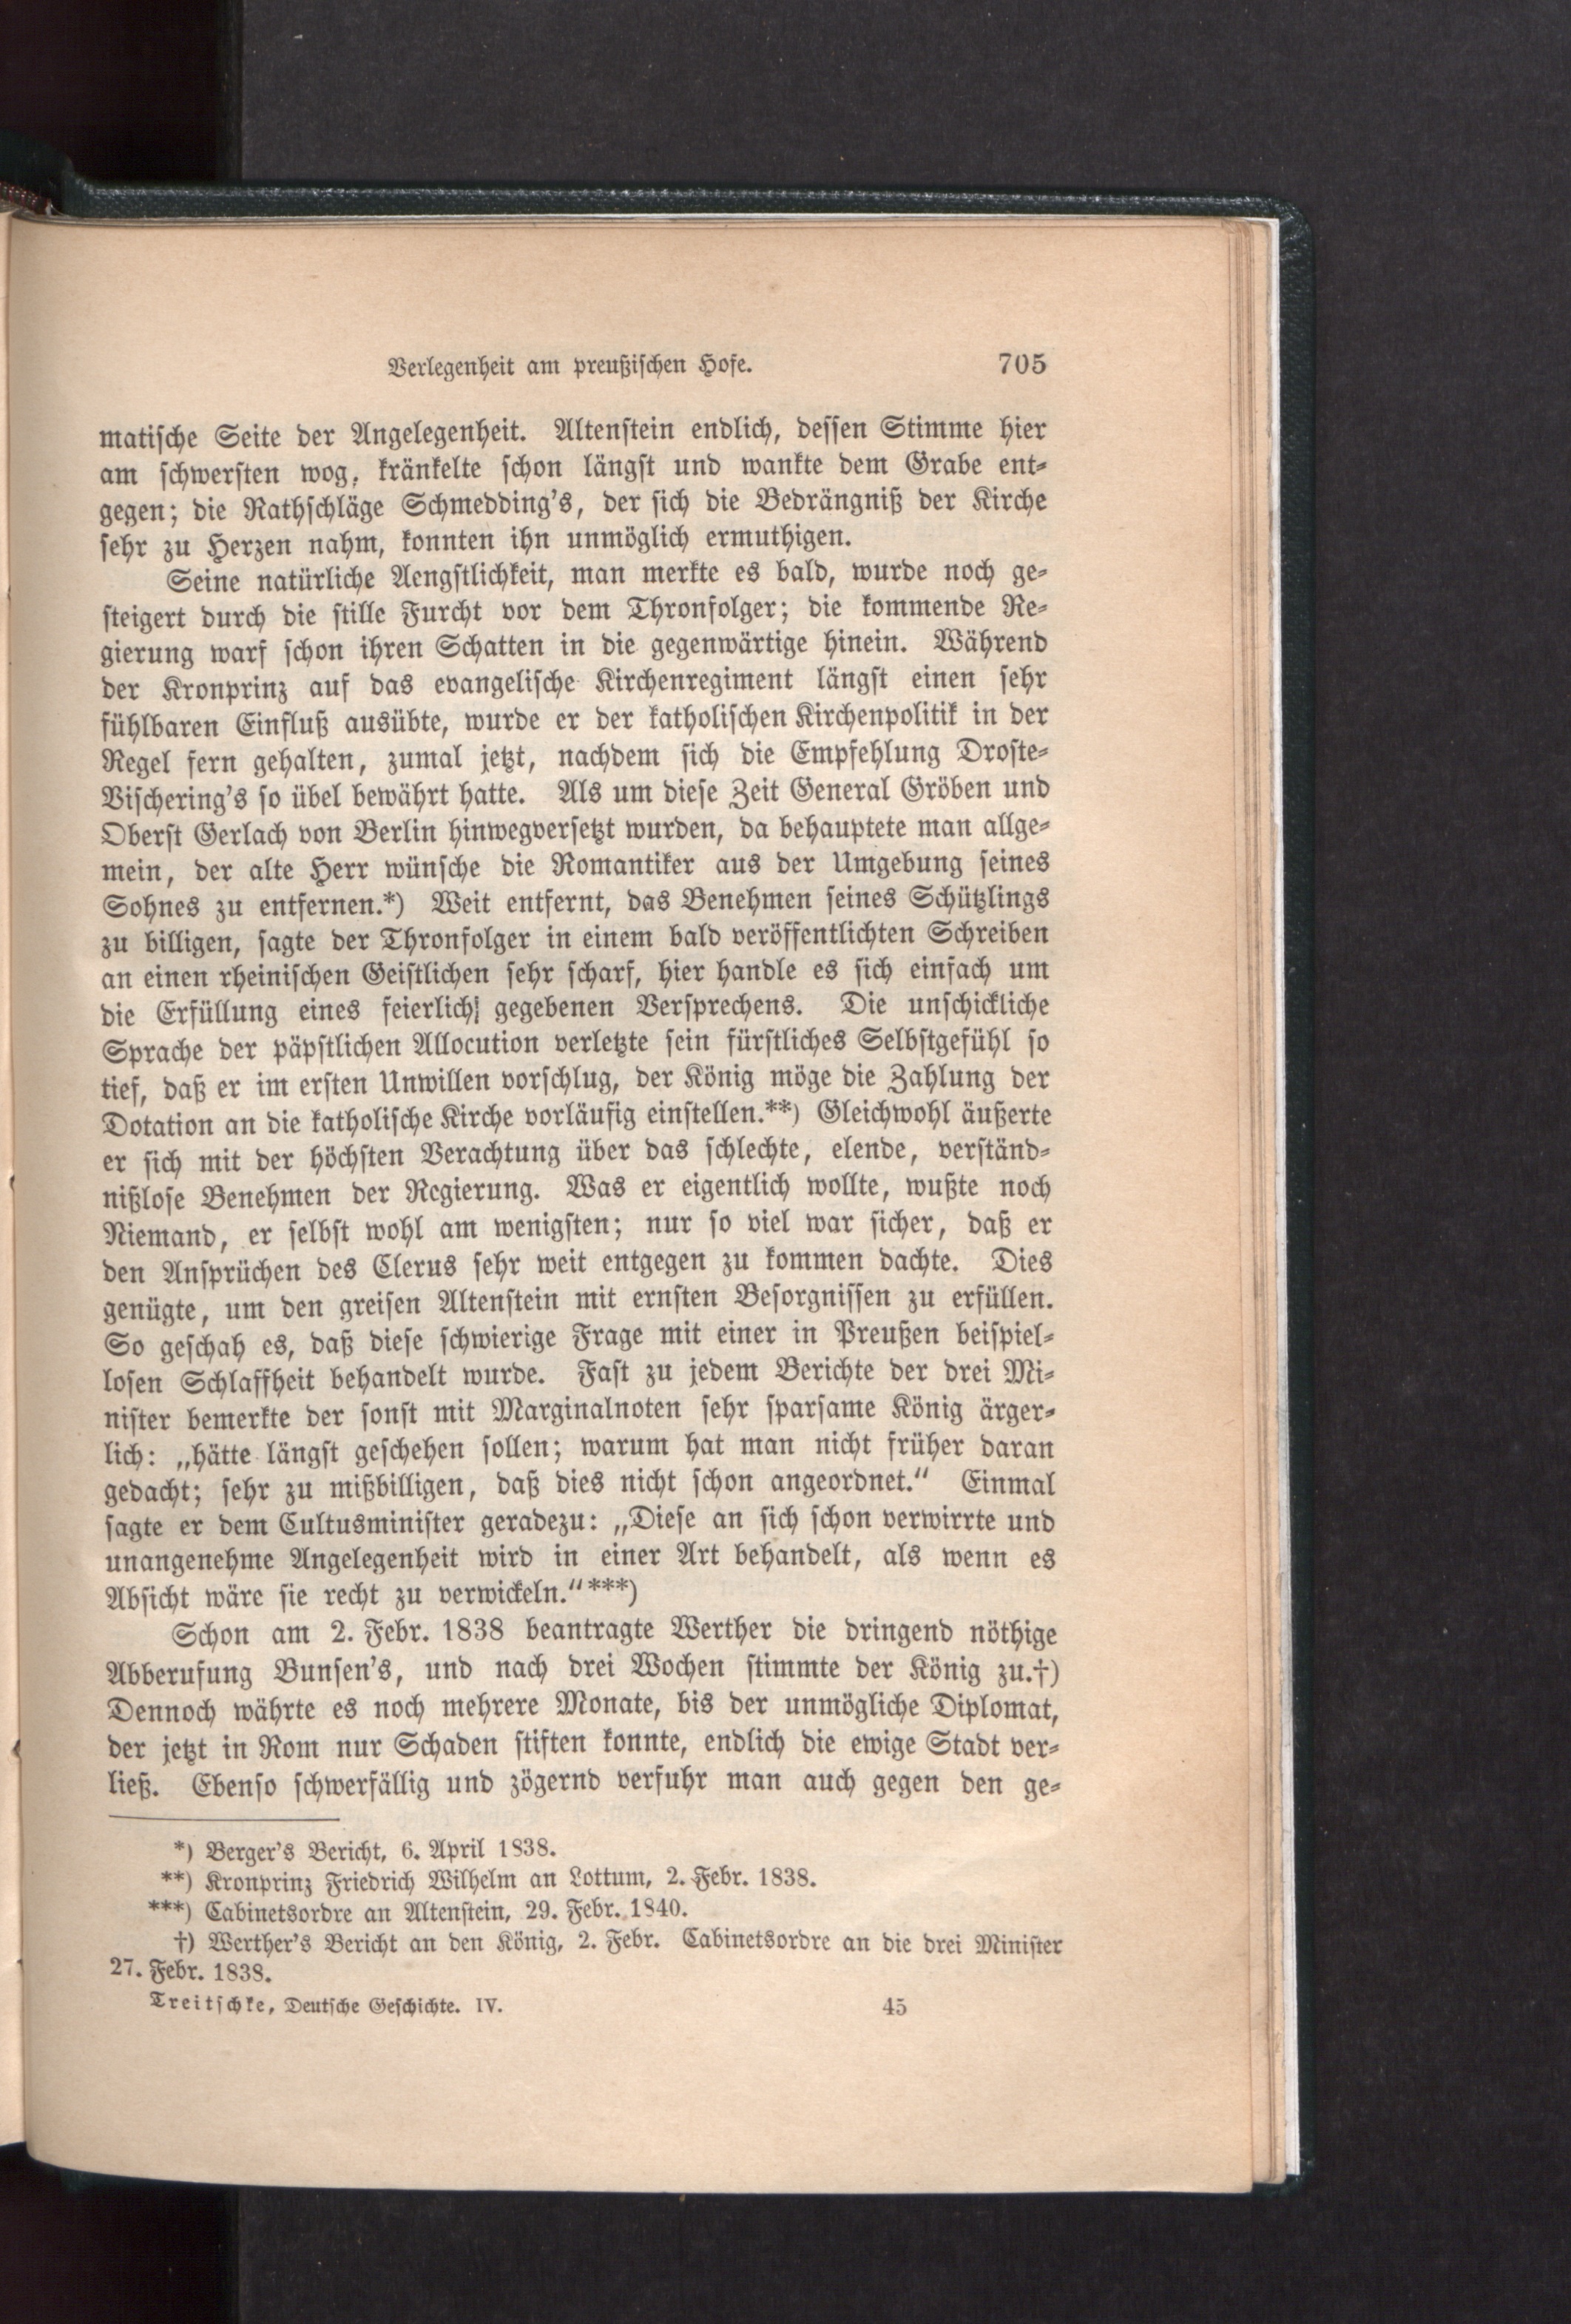 Verlegenheit am preußischen Hofe. 705
matische Seite der Angelegenheit. Altenstein endlich, dessen Stimme hier
am schwersten wog, kränkelte schon längst und wankte dem Grabe ent-
gegen; die Rathschläge Schmedding's, der sich die Bedrängniß der Kirche
sehr zu Herzen nahm, konnten ihn unmöglich ermuthigen.
Seine natürliche Aengstlichkeit, man merkte es bald, wurde noch ge-
steigert durch die stille Furcht vor dem Thronfolger; die kommende Re-
gierung warf schon ihren Schatten in die gegenwärtige hinein. Während
der Kronprinz auf das evangelische Kirchenregiment längst einen sehr
fühlbaren Einfluß ausübte, wurde er der katholischen Kirchenpolitik in der
Regel fern gehalten, zumal jetzt, nachdem sich die Empfehlung Droste-
Vischering's so übel bewährt hatte. Als um diese Zeit General Gröben und
Oberst Gerlach von Berlin hinwegversetzt wurden, da behauptete man allge-
mein, der alte Herr wünsche die Romantiker aus der Umgebung seines
Sohnes zu entfernen.*) Weit entfernt, das Benehmen seines Schützlings
zu billigen, sagte der Thronfolger in einem bald veröffentlichten Schreiben
an einen rheinischen Geistlichen sehr scharf, hier handle es sich einfach um
die Erfüllung eines feierlich gegebenen Versprechens. Die unschickliche
Sprache der päpstlichen Allocution verletzte sein fürstliches Selbstgefühl so
tief, daß er im ersten Unwillen vorschlug, der König möge die Zahlung der
Dotation an die katholische Kirche vorläufig einstellen.**) Gleichwohl äußerte
er sich mit der höchsten Verachtung über das schlechte, elende, verständ-
nißlose Benehmen der Regierung. Was er eigentlich wollte, wußte noch
Niemand, er selbst wohl am wenigsten; nur so viel war sicher, daß er
den Ansprüchen des Clerus sehr weit entgegen zu kommen dachte. Dies
genügte, um den greisen Altenstein mit ernsten Besorgnissen zu erfüllen.
So geschah es, daß diese schwierige Frage mit einer in Preußen beispiel-
losen Schlaffheit behandelt wurde. Fast zu jedem Berichte der drei Mi-
nister bemerkte der sonst mit Marginalnoten sehr sparsame König ärger-
lich: „hätte längst geschehen sollen; warum hat man nicht früher daran
gedacht; sehr zu mißbilligen, daß dies nicht schon angeordnet.“ Einmal
sagte er dem Cultusminister geradezu: „Diese an sich schon verwirrte und
unangenehme Angelegenheit wird in einer Art behandelt, als wenn es
Absicht wäre sie recht zu verwickeln.“***)
Schon am 2. Febr. 1838 beantragte Werther die dringend nöthige
Abberufung Bunsen's, und nach drei Wochen stimmte der König zu.†)
Dennoch währte es noch mehrere Monate, bis der unmögliche Diplomat,
der jetzt in Rom nur Schaden stiften konnte, endlich die ewige Stadt ver-
ließ. Ebenso schwerfällig und zögernd verfuhr man auch gegen den ge-
*) Berger's Bericht, 6. April 1838.
**) Kronprinz Friedrich Wilhelm an Lottum, 2. Febr. 1838.
***) Cabinetsordre an Altenstein, 29. Febr. 1840.
†) Werther's Bericht an den König, 2. Febr. Cabinetsordre an die drei Minister
27. Febr. 1838.
Treitschke, Deutsche Geschichte. IV. 45